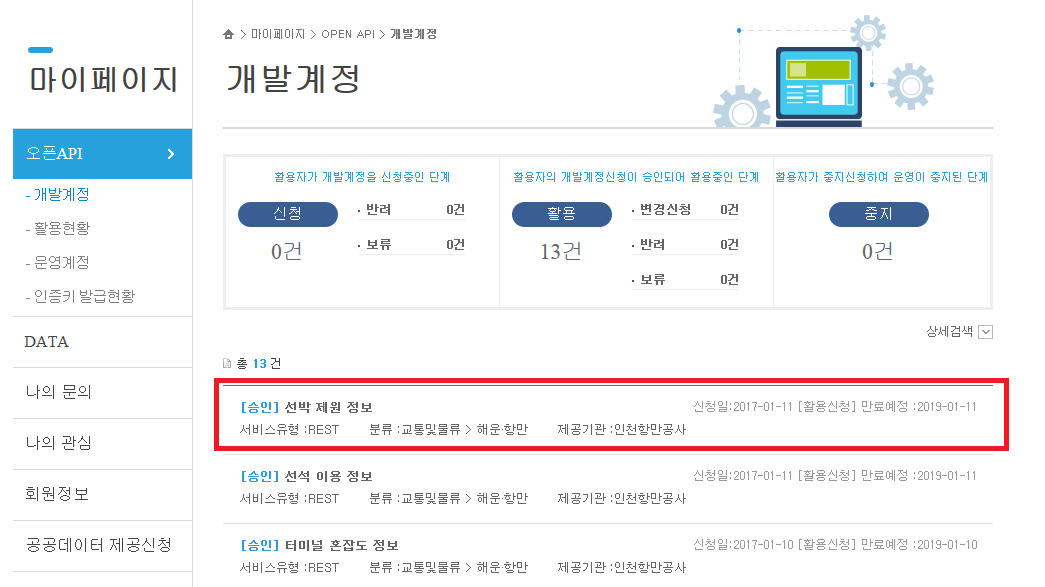 마이페이지
오픈API
- 개발계정
- 활용현황
- 운영계정
- 인증키 발급현황
DATA
나의 문의
나의 관심
회원정보
공공데이터 제공신청
> 마이페이지 > OPEN API > 개발계정
개발계정
활용자가 개발계정을 신청중인 단계
신청
0건
· 반려 0건
· 보류 0건
활용자의 개발계정신청이 승인되어 활용중인 단계
활용
13건
· 변경신청 0건
· 반려 0건
· 보류 0건
활용자가 중지신청하여 운영이 중지된 단계
중지
0건
상세검색
총 13 건
[승인] 선박 제원 정보 신청일:2017-01-11 [활용신청] 만료예정 :2019-01-11
서비스유형 :REST 분류 :교통및물류 > 해운·항만 제공기관 :인천항만공사
[승인] 선석 이용 정보 신청일:2017-01-11 [활용신청] 만료예정 :2019-01-11
서비스유형 :REST 분류 :교통및물류 > 해운·항만 제공기관 :인천항만공사
[승인] 터미널 혼잡도 정보 신청일:2017-01-10 [활용신청] 만료예정 :2019-01-10
서비스유형 :REST 분류 :교통및물류 > 해운·항만 제공기관 :인천항만공사